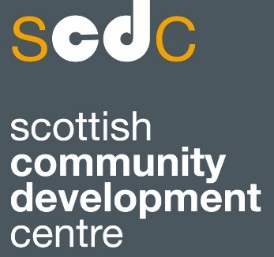 scdc
scottish
community
development
centre